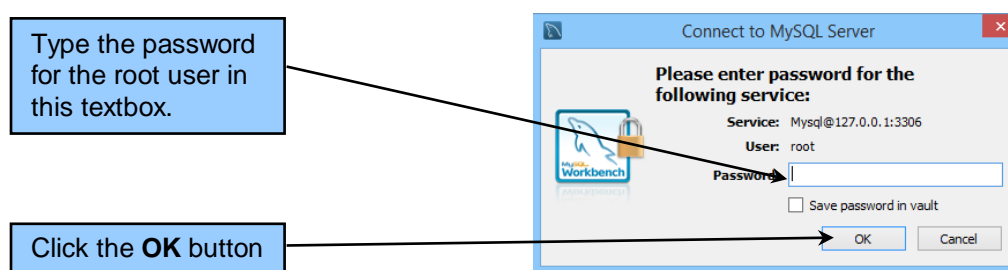 Type the password
for the root user in
this textbox.
Click the OK button
Connect to MySQL Server
Please enter password for the
following service:
Service: Mysql@127.0.0.1:3306
User: root
Password
Save password in vault
OK Cancel
MySQL
Workbench